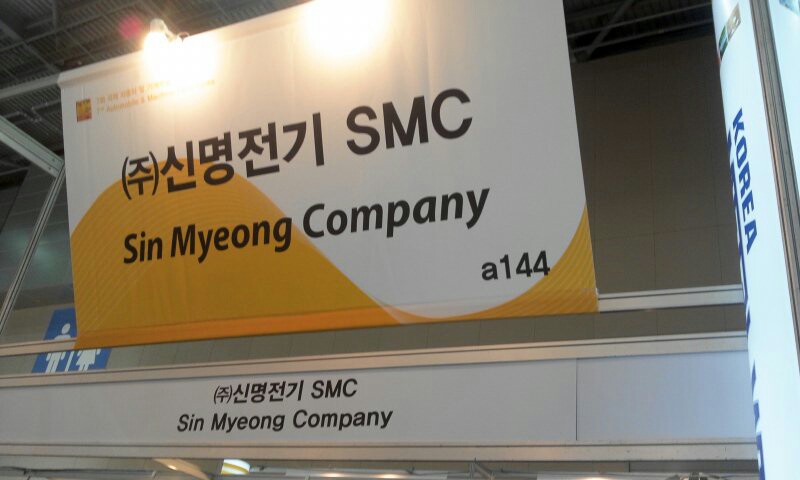 ㈜신명전기 SMC
Sin Myeong Company
a144
㈜신명전기 SMC
Sin Myeong Company
KOREA